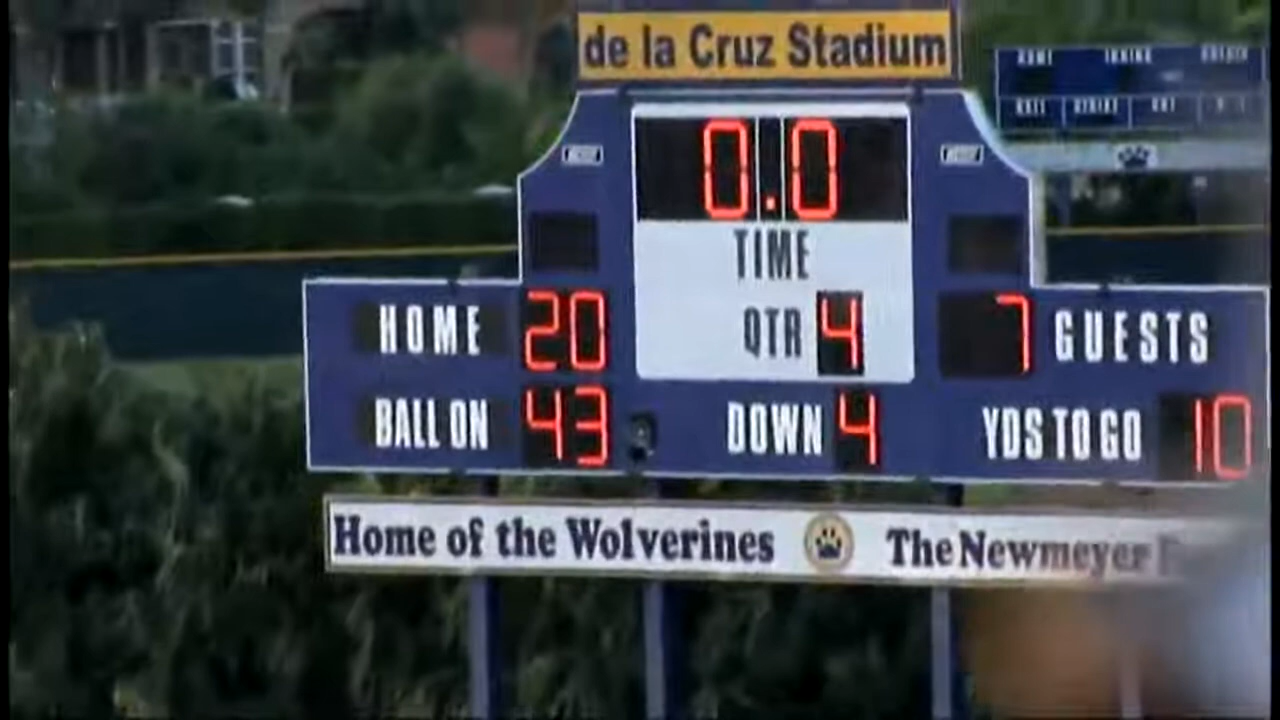 de la Cruz Stadium
0.0
TIME
HOME 20 QTR 4 7 GUESTS
BALL ON 43 DOWN 4 YDS TO GO 10
Home of the Wolverines The Newmeyer